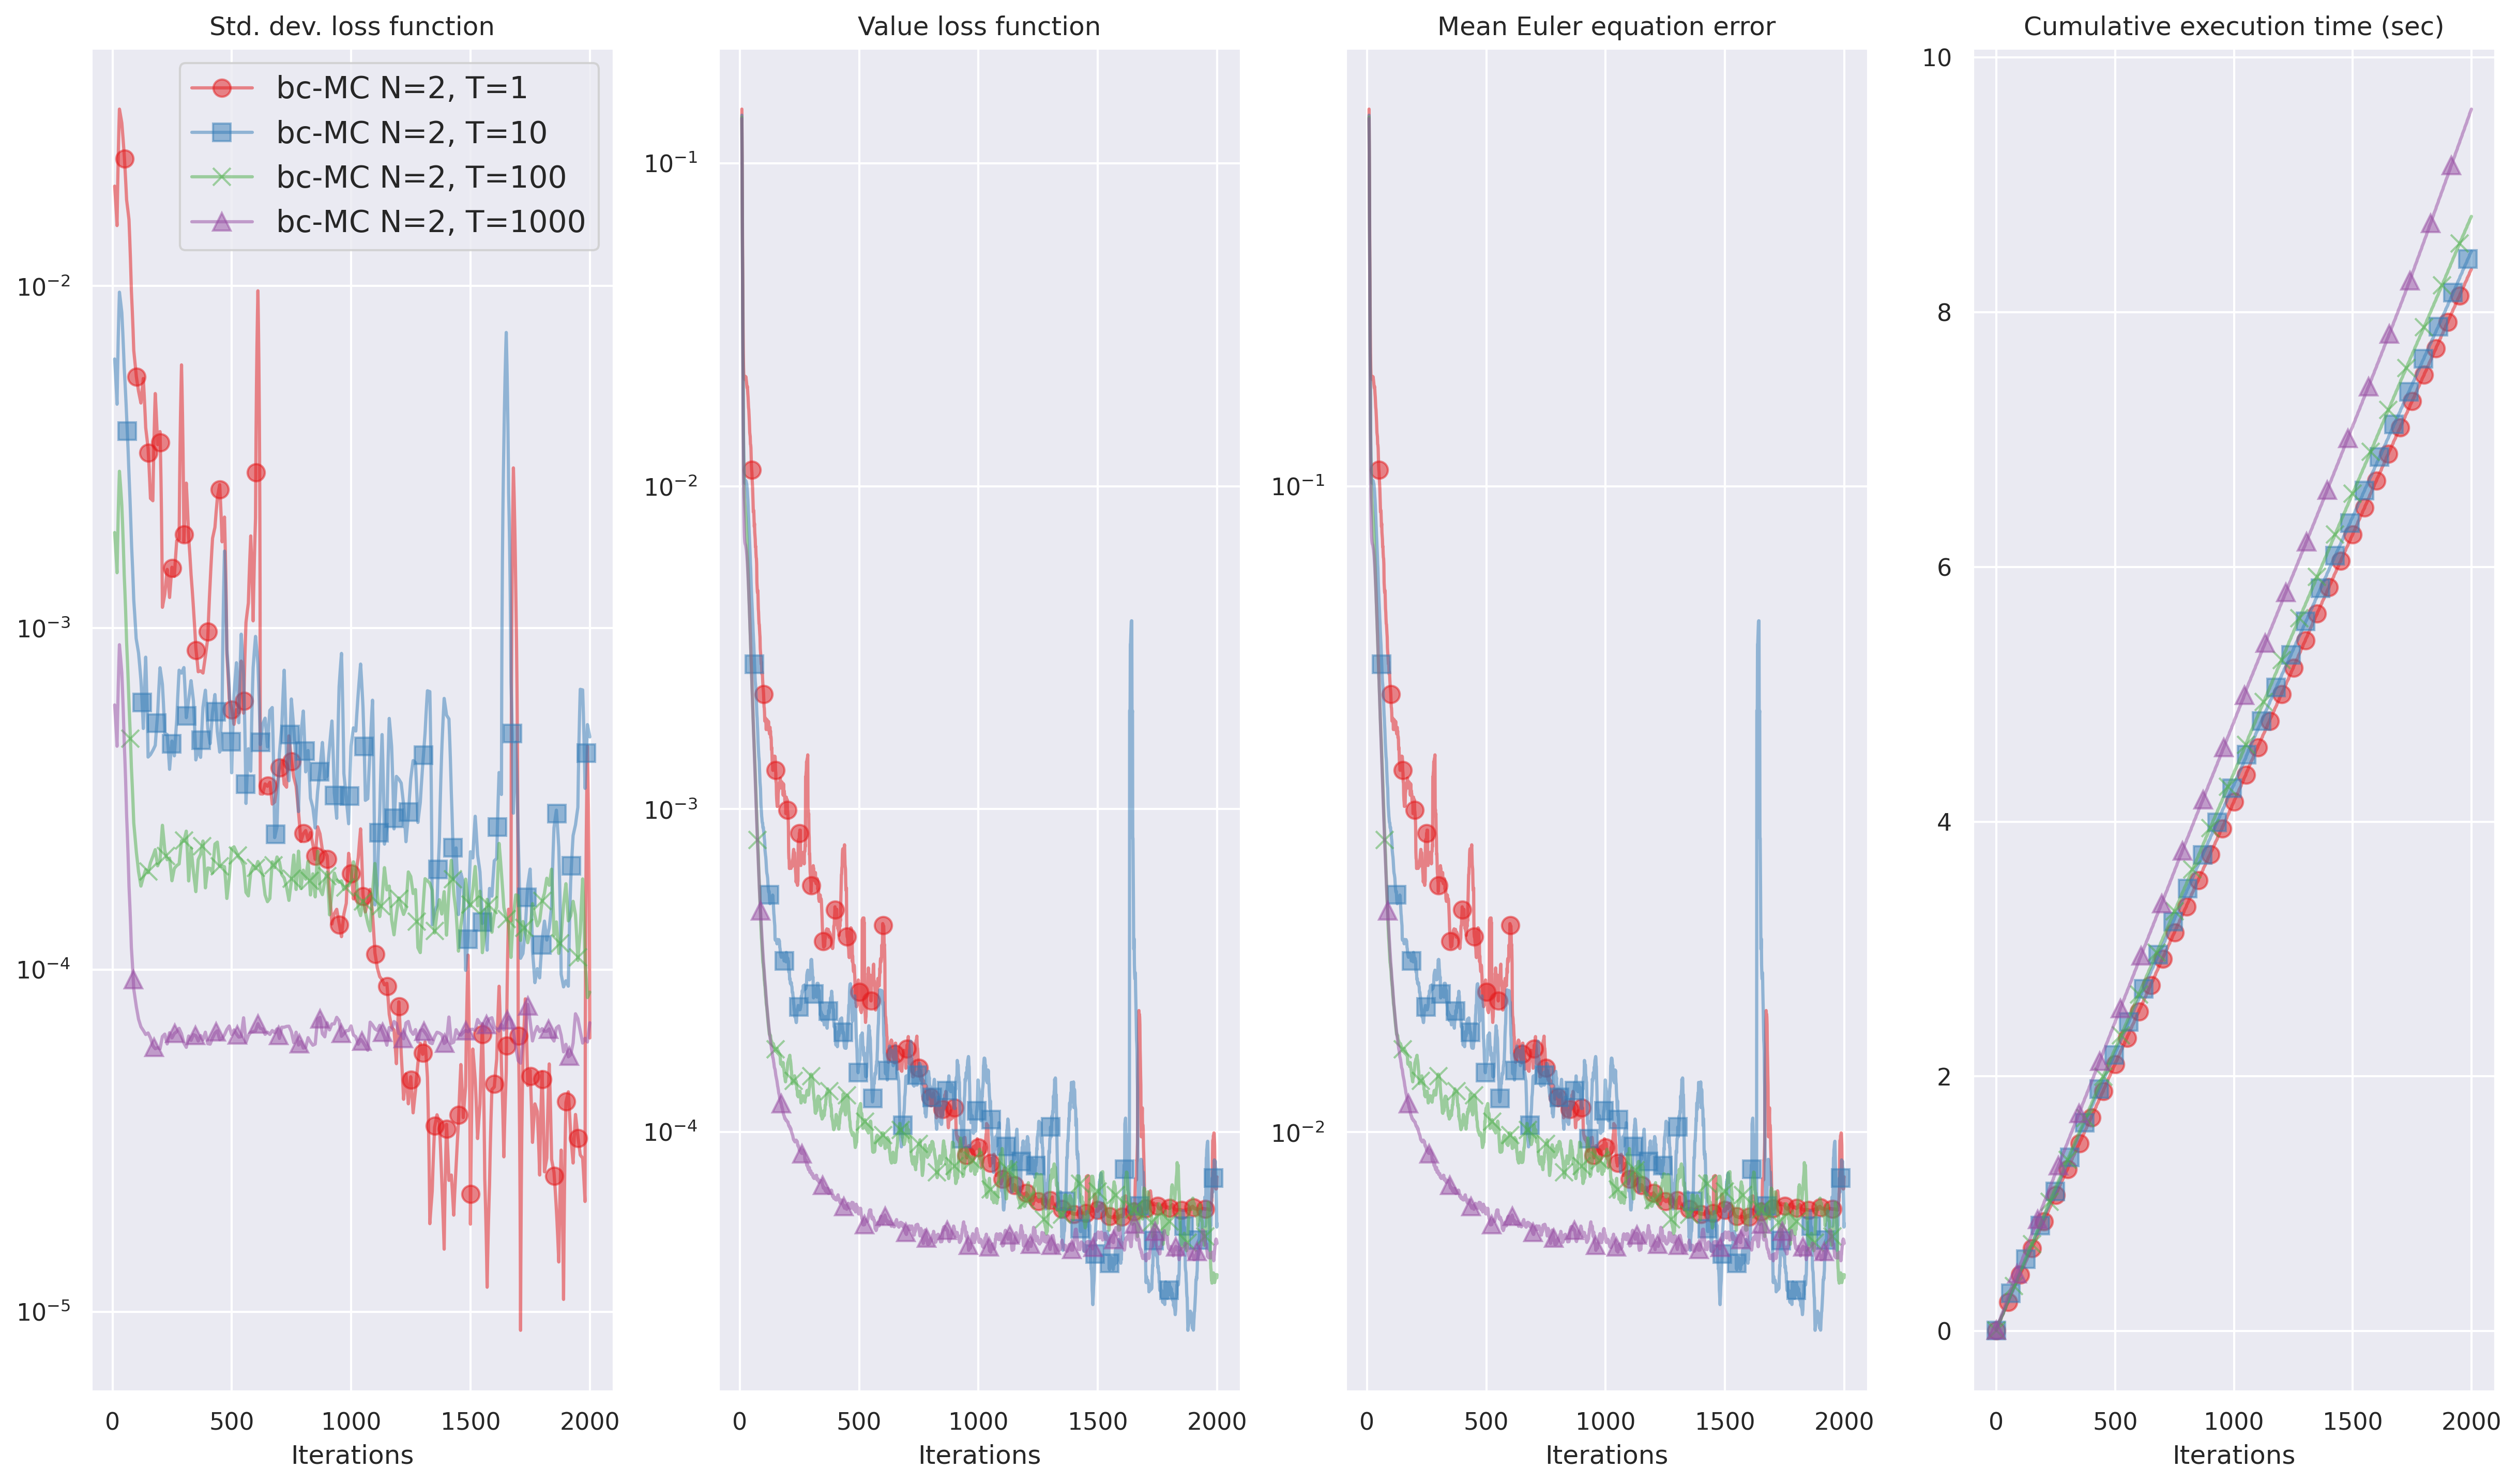 Std. dev. loss function
bc-MC N=2, T=1
bc-MC N=2, T=10
bc-MC N=2, T=100
bc-MC N=2, T=1000
10⁻²
10⁻³
10⁻⁴
10⁻⁵
0 500 1000 1500 2000
Iterations
Value loss function
10⁻¹
10⁻²
10⁻³
10⁻⁴
0 500 1000 1500 2000
Iterations
Mean Euler equation error
10⁻¹
10⁻²
0 500 1000 1500 2000
Iterations
Cumulative execution time (sec)
10
8
6
4
2
0
0 500 1000 1500 2000
Iterations